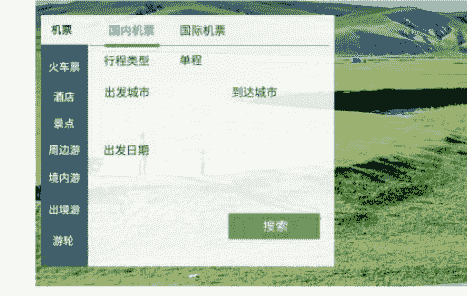 机票 国内机票 国际机票
火车票 行程类型 单程
酒店 出发城市 到达城市
景点
周边游 出发日期
境内游
出境游
游轮 搜索